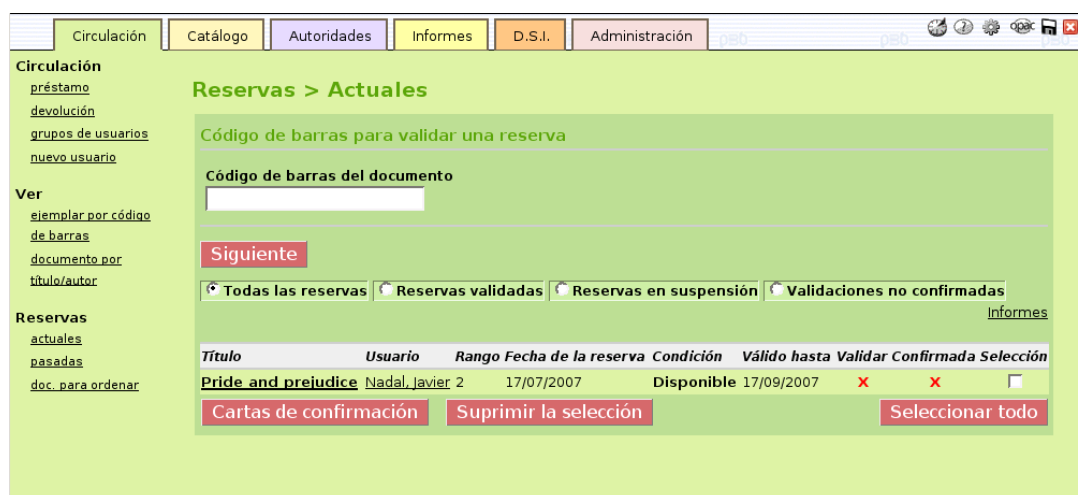 Circulación Catálogo Autoridades Informes D.S.I. Administración opac
Circulación
préstamo
devolución
grupos de usuarios
nuevo usuario
Ver
ejemplar por código
de barras
documento por
título/autor
Reservas
actuales
pasadas
doc. para ordenar
Reservas > Actuales
Código de barras para validar una reserva
Código de barras del documento
Siguiente
Todas las reservas Reservas validadas Reservas en suspensión Validaciones no confirmadas
Informes
Título Usuario Rango Fecha de la reserva Condición Válido hasta Validar Confirmada Selección
Pride and prejudice Nadal, Javier 2 17/07/2007 Disponible 17/09/2007 X X
Cartas de confirmación Suprimir la selección Seleccionar todo